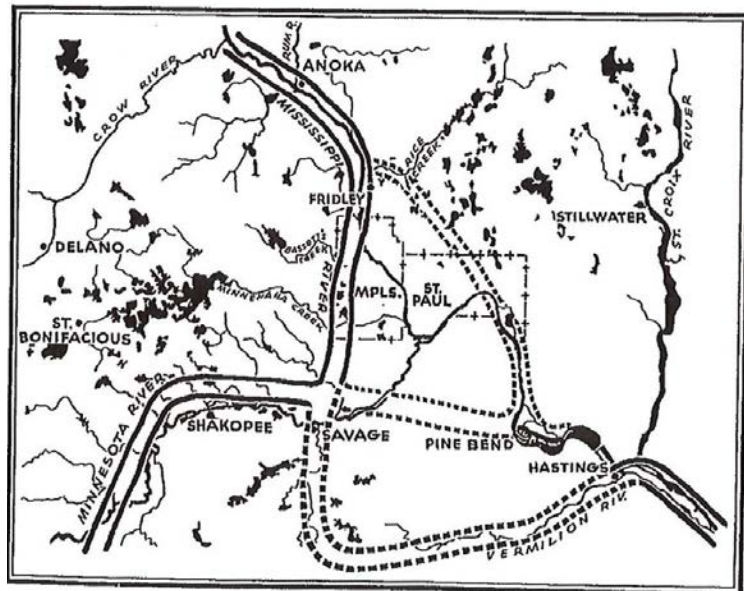 RUM R.
ANOKA
CROW RIVER
MISSISSIPPI
RIVER
RICE
CREEK
FRIDLEY
ST. CROIX
RIVER
STILLWATER
DELANO
BASSETTS
CREEK
MINNEHAHA CREEK
MPLS.
ST.
PAUL
ST.
BONIFACIOUS
MINNESOTA RIVER
SHAKOPEE
SAVAGE
PINE BEND
HASTINGS
VERMILION RIV.